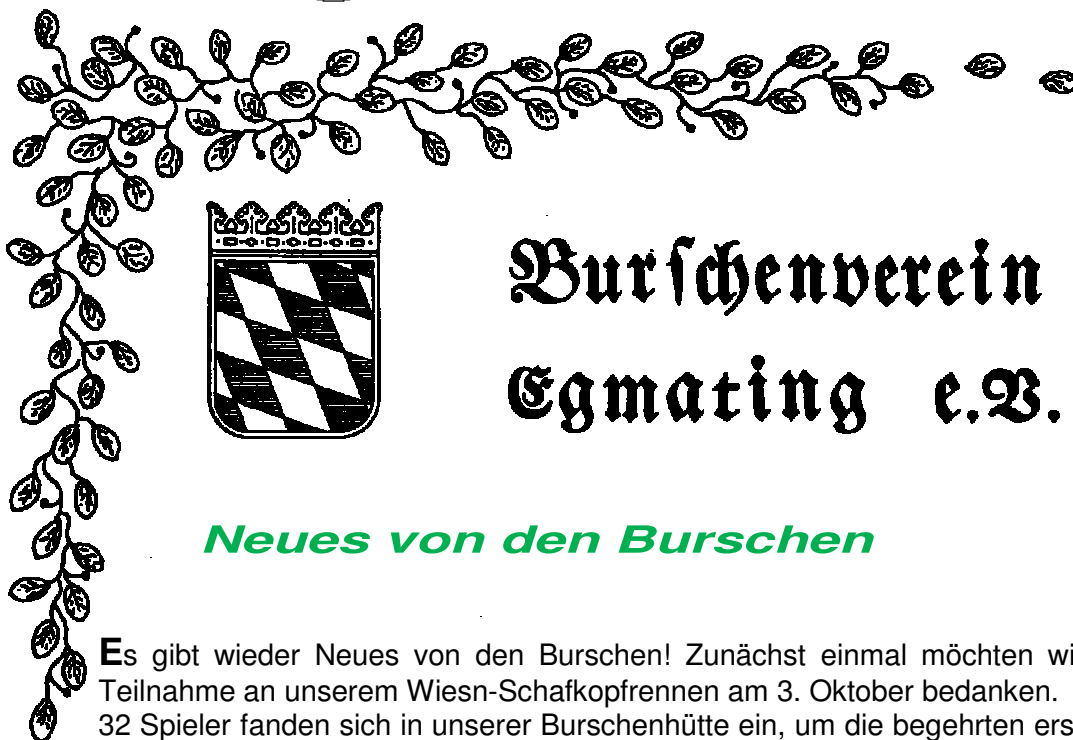 Burschenverein
Egmating e.V.
Neues von den Burschen
Es gibt wieder Neues von den Burschen! Zunächst einmal möchten wi
Teilnahme an unserem Wiesn-Schafkopfrennen am 3. Oktober bedanken.
32 Spieler fanden sich in unserer Burschenhütte ein, um die begehrten ers